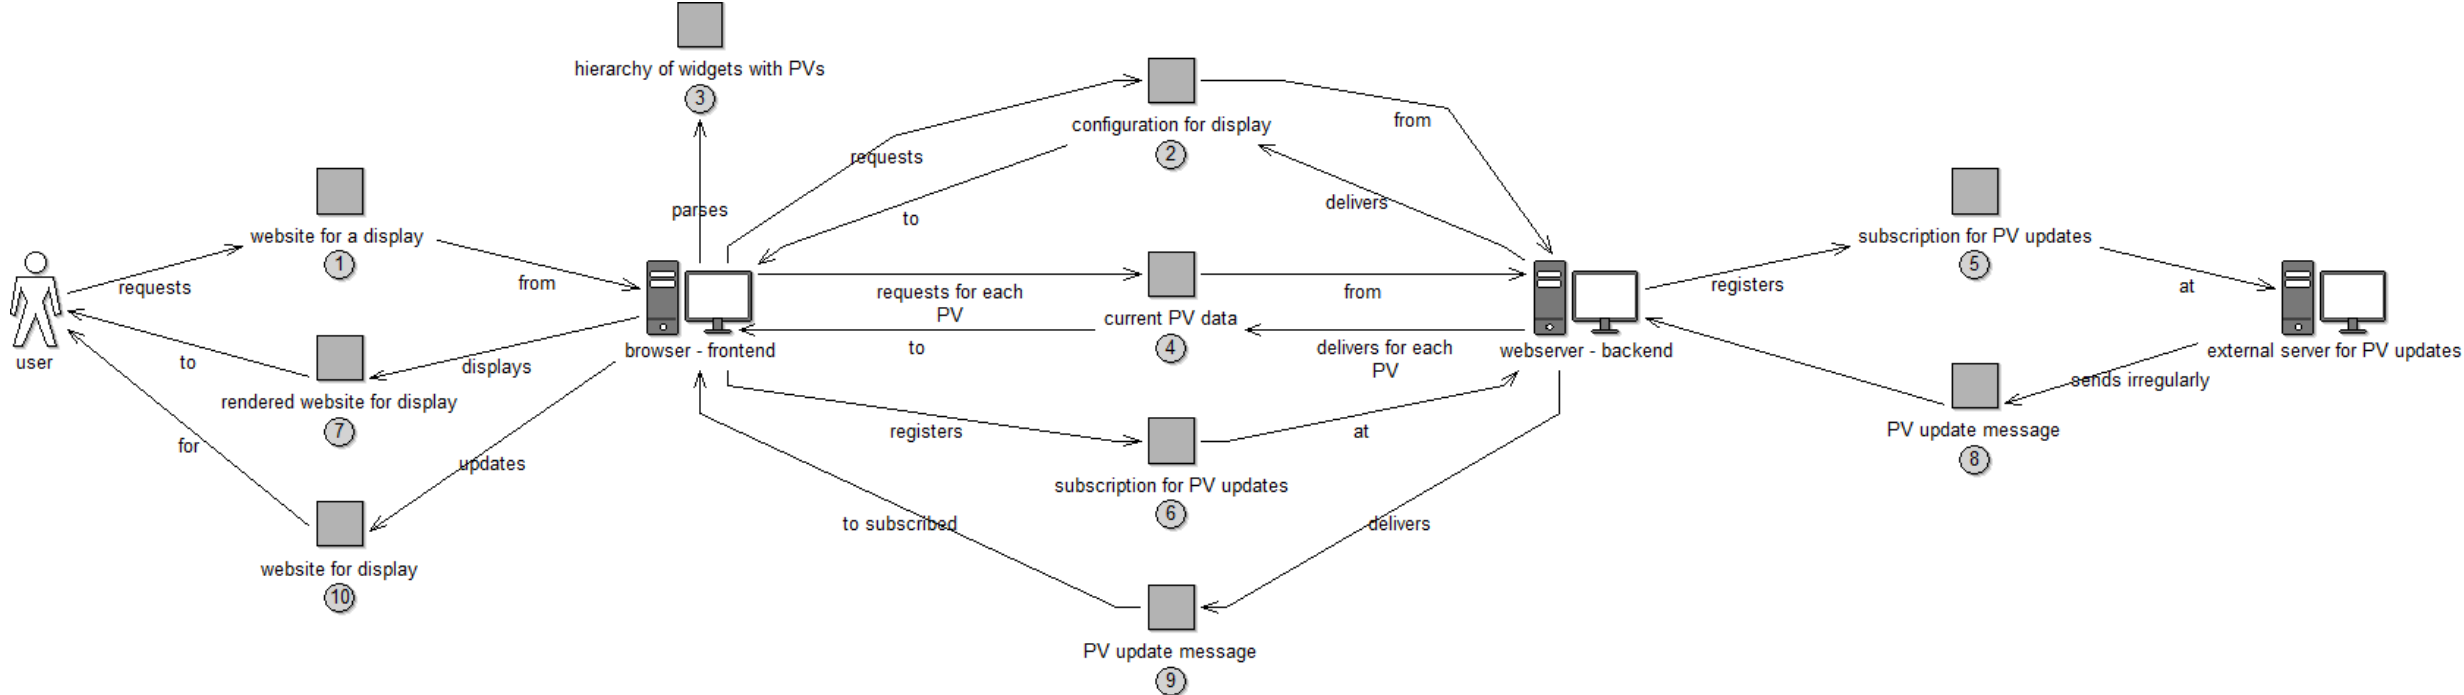 hierarchy of widgets with PVs
3
configuration for display
2
from
requests
delivers
to
parses
website for a display
1
requests
from
subscription for PV updates
5
registers
at
user
browser - frontend
requests for each
PV
from
current PV data
4
to
delivers for each
PV
webserver - backend
external server for PV updates
to
displays
rendered website for display
7
sends irregularly
PV update message
8
registers
at
for
updates
subscription for PV updates
6
to subscribed
delivers
website for display
10
PV update message
9